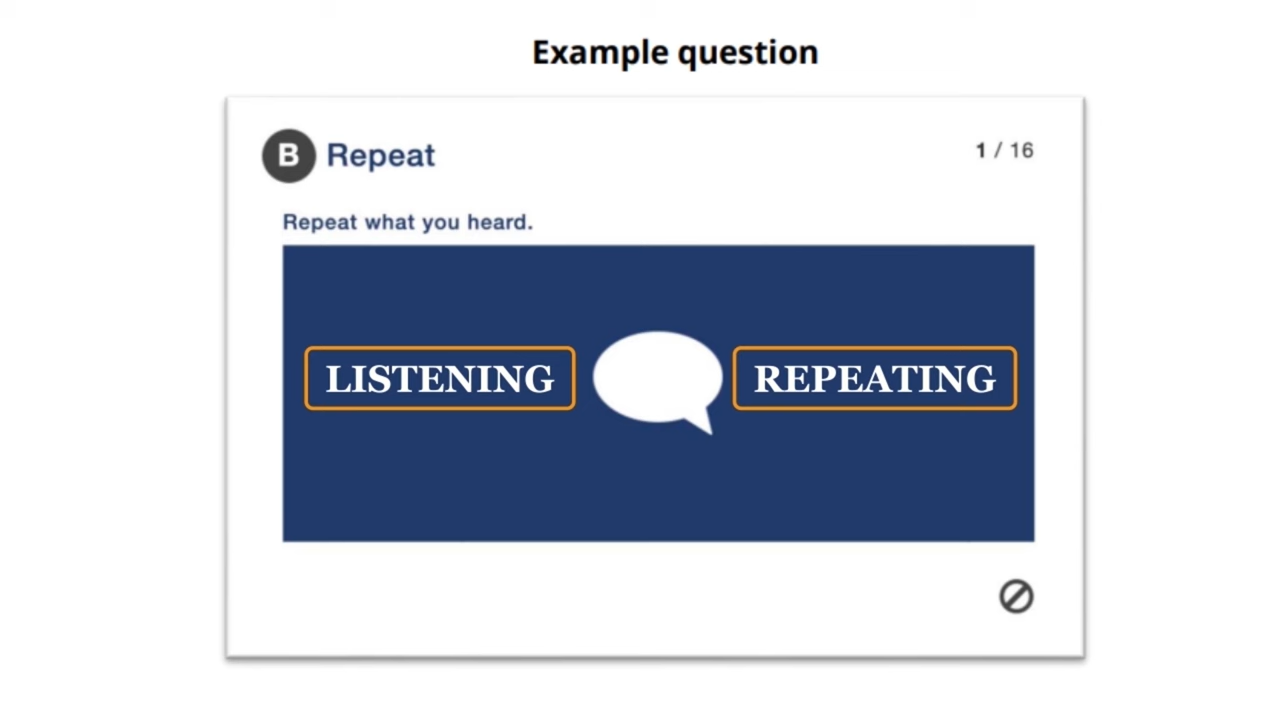 Example question
B Repeat
1 / 16
Repeat what you heard.
LISTENING
REPEATING